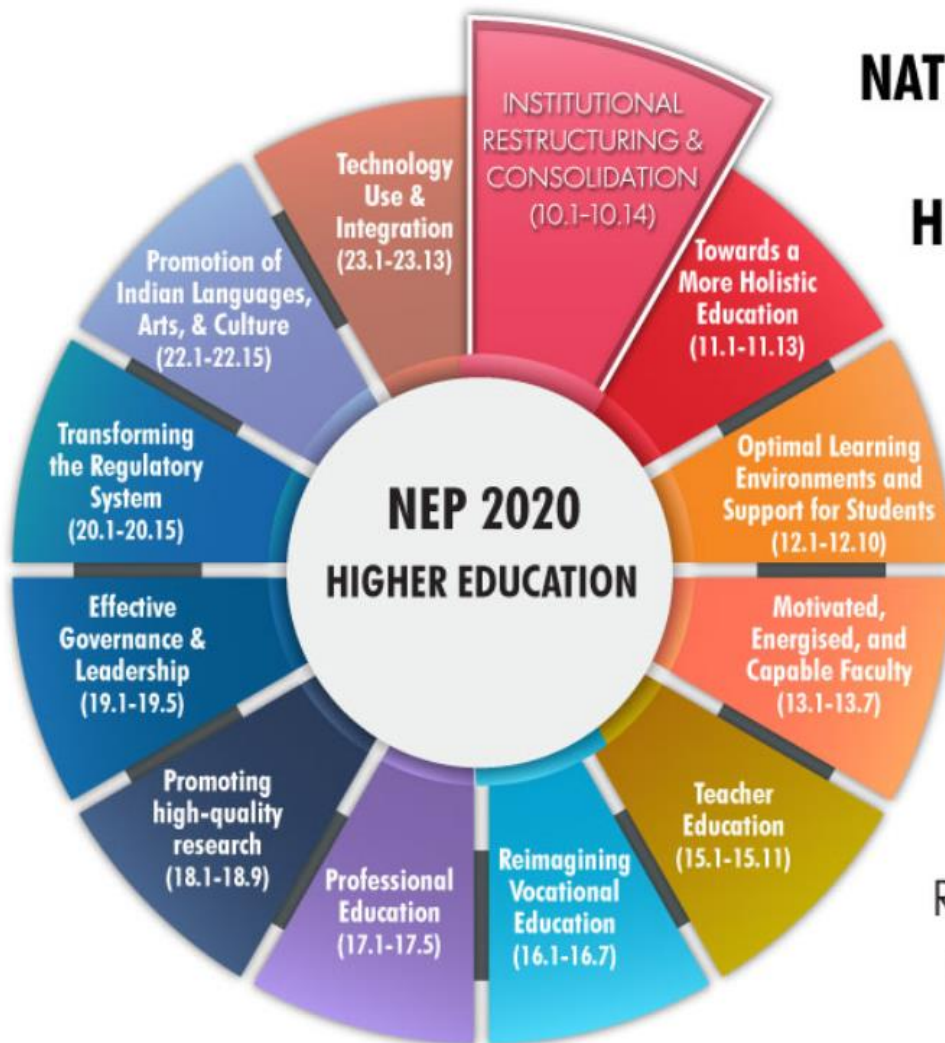 NAT
H
INSTITUTIONAL
RESTRUCTURING &
CONSOLIDATION
(10.1-10.14)
Towards a
More Holistic
Education
(11.1-11.13)
Optimal Learning
Environments and
Support for Students
(12.1-12.10)
Motivated,
Energised, and
Capable Faculty
(13.1-13.7)
Teacher
Education
(15.1-15.11)
Reimagining
Vocational
Education
(16.1-16.7)
Professional
Education
(17.1-17.5)
Promoting
high-quality
research
(18.1-18.9)
Effective
Governance &
Leadership
(19.1-19.5)
Transforming
the Regulatory
System
(20.1-20.15)
Promotion of
Indian Languages,
Arts, & Culture
(22.1-22.15)
Technology
Use &
Integration
(23.1-23.13)
NEP 2020
HIGHER EDUCATION
R